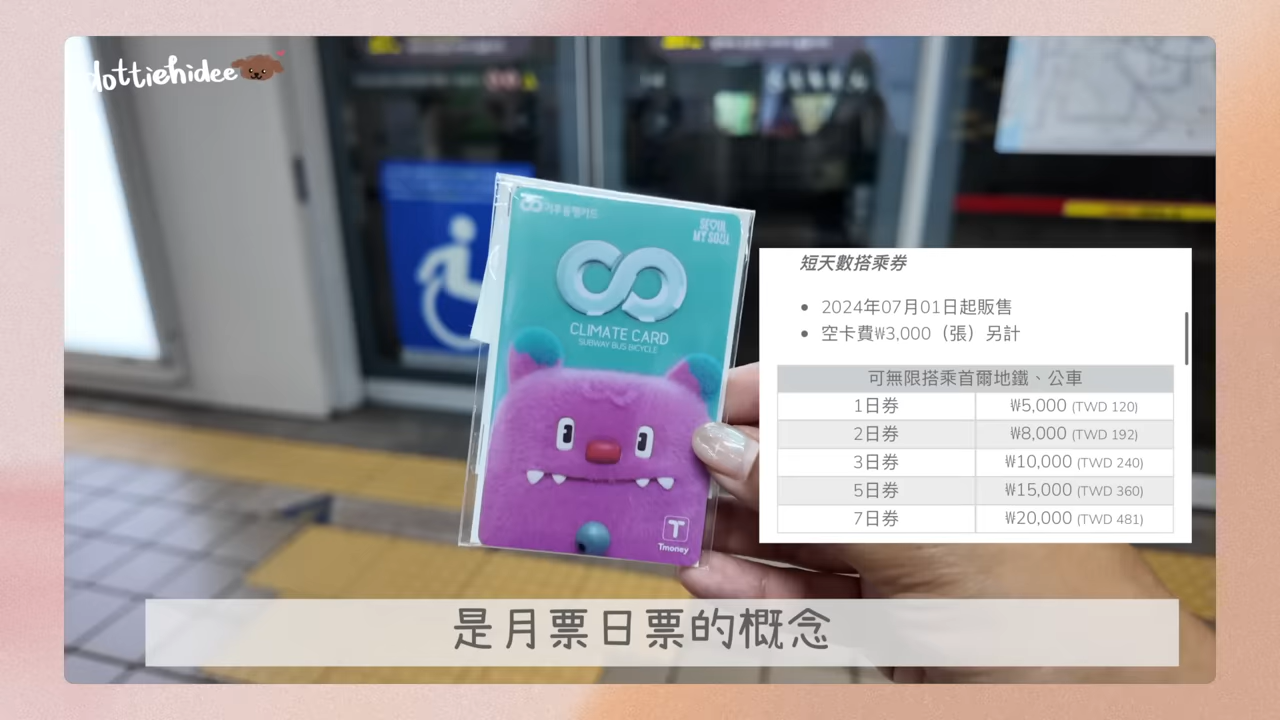 dottiehidee
기후동행카드
SEOUL
MY SOUL
CLIMATE CARD
SUBWAY BUS BICYCLE
T
Tmoney
短天數搭乘券
• 2024年07月01日起販售
• 空卡費₩3,000（張）另計
可無限搭乘首爾地鐵、公車
1日券 ₩5,000 (TWD 120)
2日券 ₩8,000 (TWD 192)
3日券 ₩10,000 (TWD 240)
5日券 ₩15,000 (TWD 360)
7日券 ₩20,000 (TWD 481)
是月票日票的概念